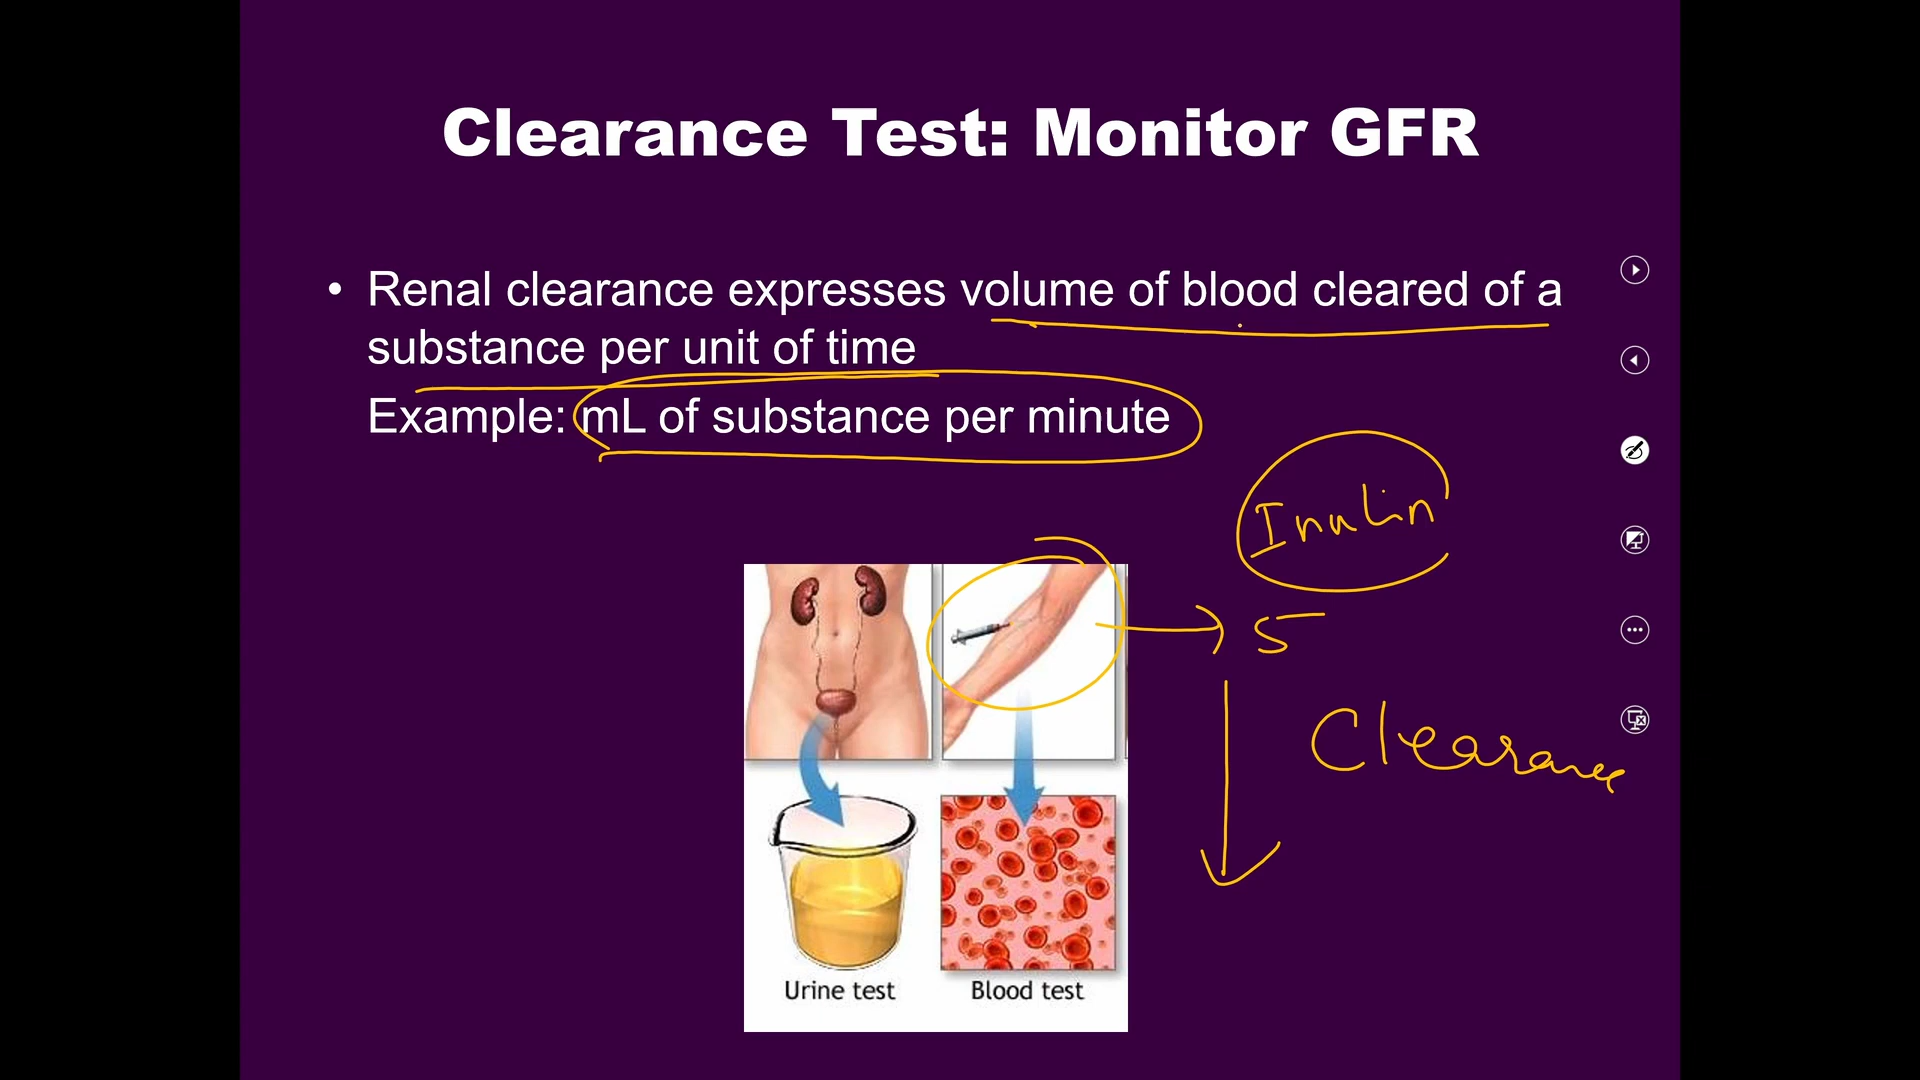 Clearance Test: Monitor GFR
• Renal clearance expresses volume of blood cleared of a
substance per unit of time
Example: mL of substance per minute
Inulin
5
Clearance
Urine test
Blood test